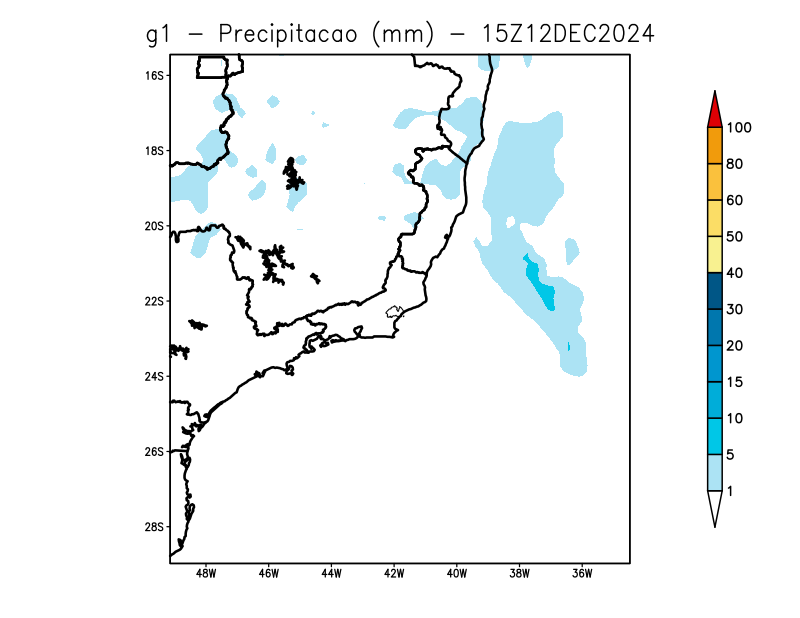 g1 – Precipitacao (mm) – 15Z12DEC2024
16S
18S
20S
22S
24S
26S
28S
48W 46W 44W 42W 40W 38W 36W
100
80
60
50
40
30
20
15
10
5
1